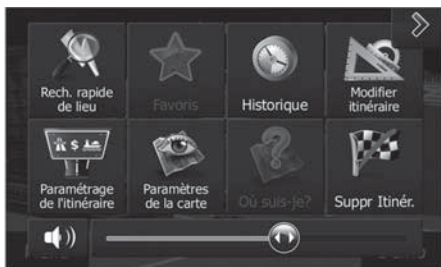 Rech. rapide
de lieu
Favoris
Historique
Modifier
itinéraire
Paramétrage
de l'itinéraire
Paramètres
de la carte
Où suis-je?
Suppr Itinér.